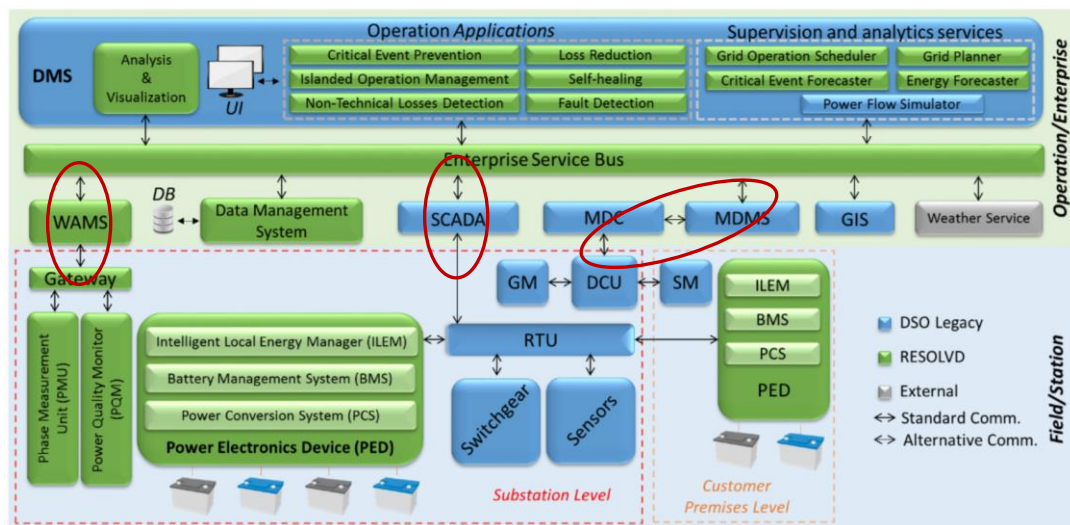 Operation Applications
Supervision and analytics services
DMS
Analysis
&
Visualization
UI
Critical Event Prevention
Loss Reduction
Islanded Operation Management
Self-healing
Non-Technical Losses Detection
Fault Detection
Grid Operation Scheduler
Grid Planner
Critical Event Forecaster
Energy Forecaster
Power Flow Simulator
Operation/Enterprise
Enterprise Service Bus
WAMS
DB
Data Management
System
SCADA
MDC
MDMS
GIS
Weather Service
Gateway
GM
DCU
SM
Phase Measurement
Unit (PMU)
Power Quality Monitor
(PQM)
Intelligent Local Energy Manager (ILEM)
Battery Management System (BMS)
Power Conversion System (PCS)
Power Electronics Device (PED)
RTU
Switchgear
Sensors
Substation Level
ILEM
BMS
PCS
PED
Customer
Premises Level
DSO Legacy
RESOLVD
External
Standard Comm.
Alternative Comm.
Field/Station